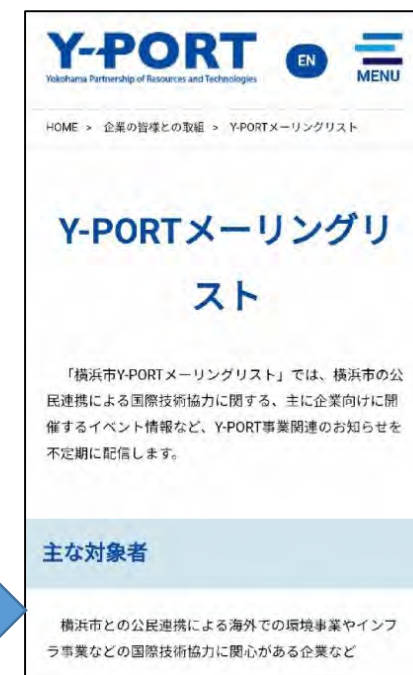 Y-PORT
Yokohama Partnership of Resources and Technologies
EN
MENU
HOME > 企業の皆様との取組 > Y-PORTメーリングリスト
Y-PORTメーリングリ
スト
「横浜市Y-PORTメーリングリスト」では、横浜市の公
民連携による国際技術協力に関する、主に企業向けに開
催するイベント情報など、Y-PORT事業関連のお知らせを
不定期に配信します。
主な対象者
横浜市との公民連携による海外での環境事業やインフ
ラ事業などの国際技術協力に関心がある企業など